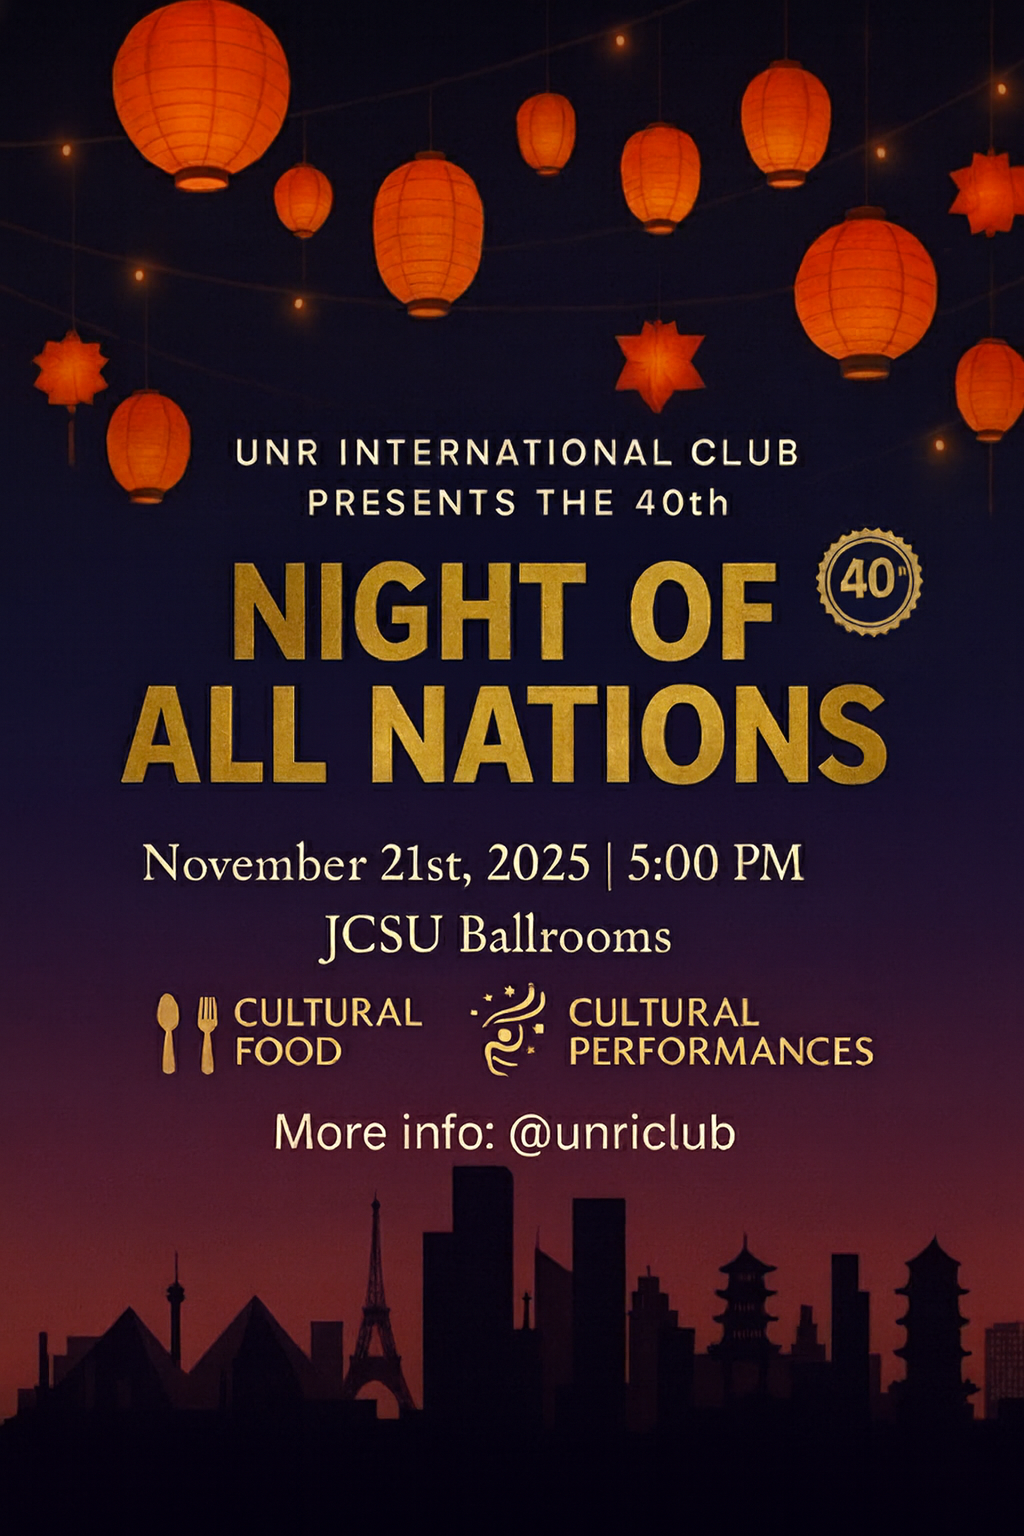 UNR INTERNATIONAL CLUB
PRESENTS THE 40th
NIGHT OF
40
ALL NATIONS
November 21st, 2025 | 5:00 PM
JCSU Ballrooms
CULTURAL
FOOD
CULTURAL
PERFORMANCES
More info: @unriclub